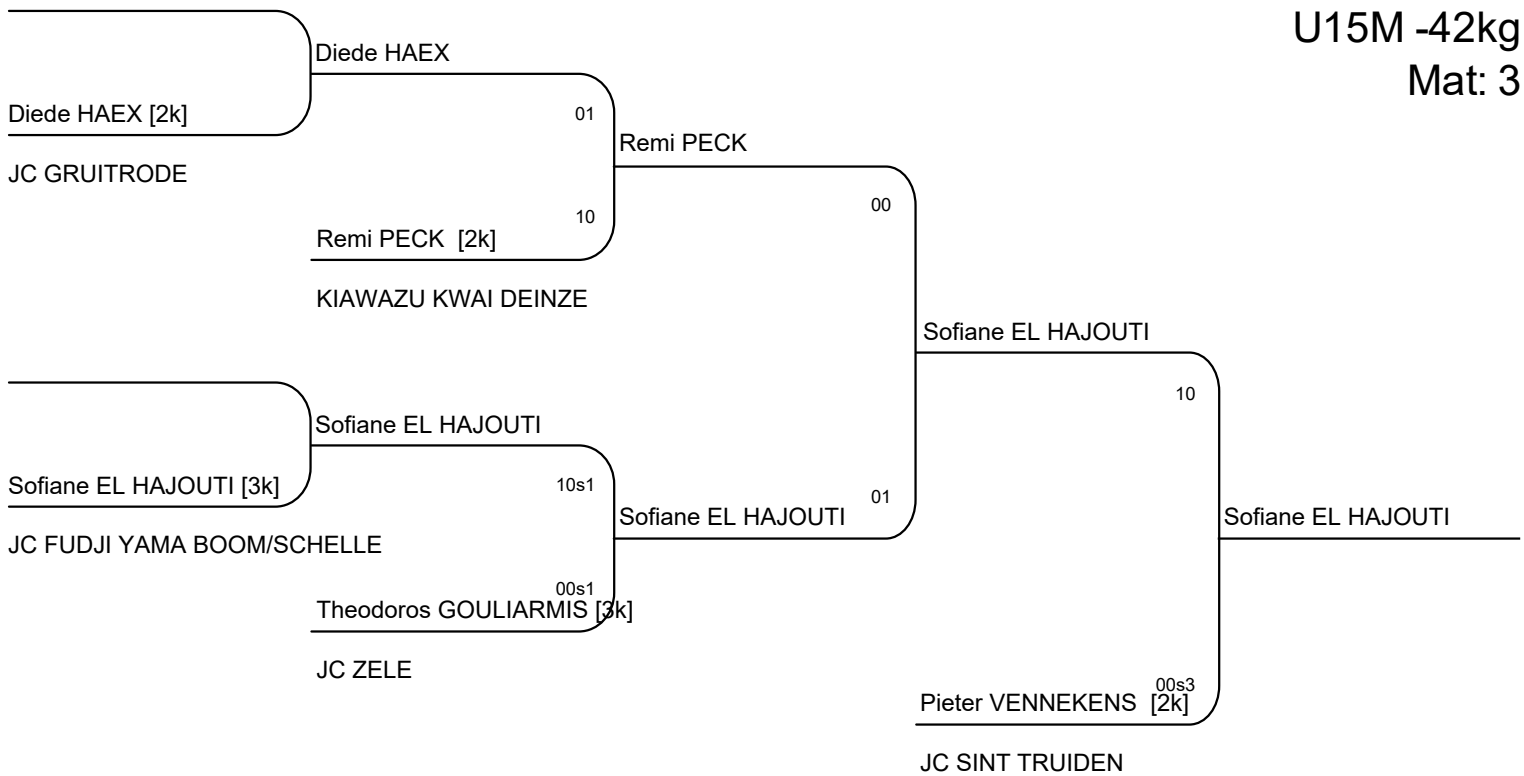 U15M -42kg
Mat: 3
Diede HAEX
Diede HAEX [2k]
01
Remi PECK
JC GRUITRODE
00
10
Remi PECK  [2k]
KIAWAZU KWAI DEINZE
Sofiane EL HAJOUTI
10
Sofiane EL HAJOUTI
Sofiane EL HAJOUTI [3k]
10s1
01
Sofiane EL HAJOUTI
Sofiane EL HAJOUTI
JC FUDJI YAMA BOOM/SCHELLE
00s1
Theodoros GOULIARMIS [3k]
JC ZELE
00s3
Pieter VENNEKENS  [2k]
JC SINT TRUIDEN